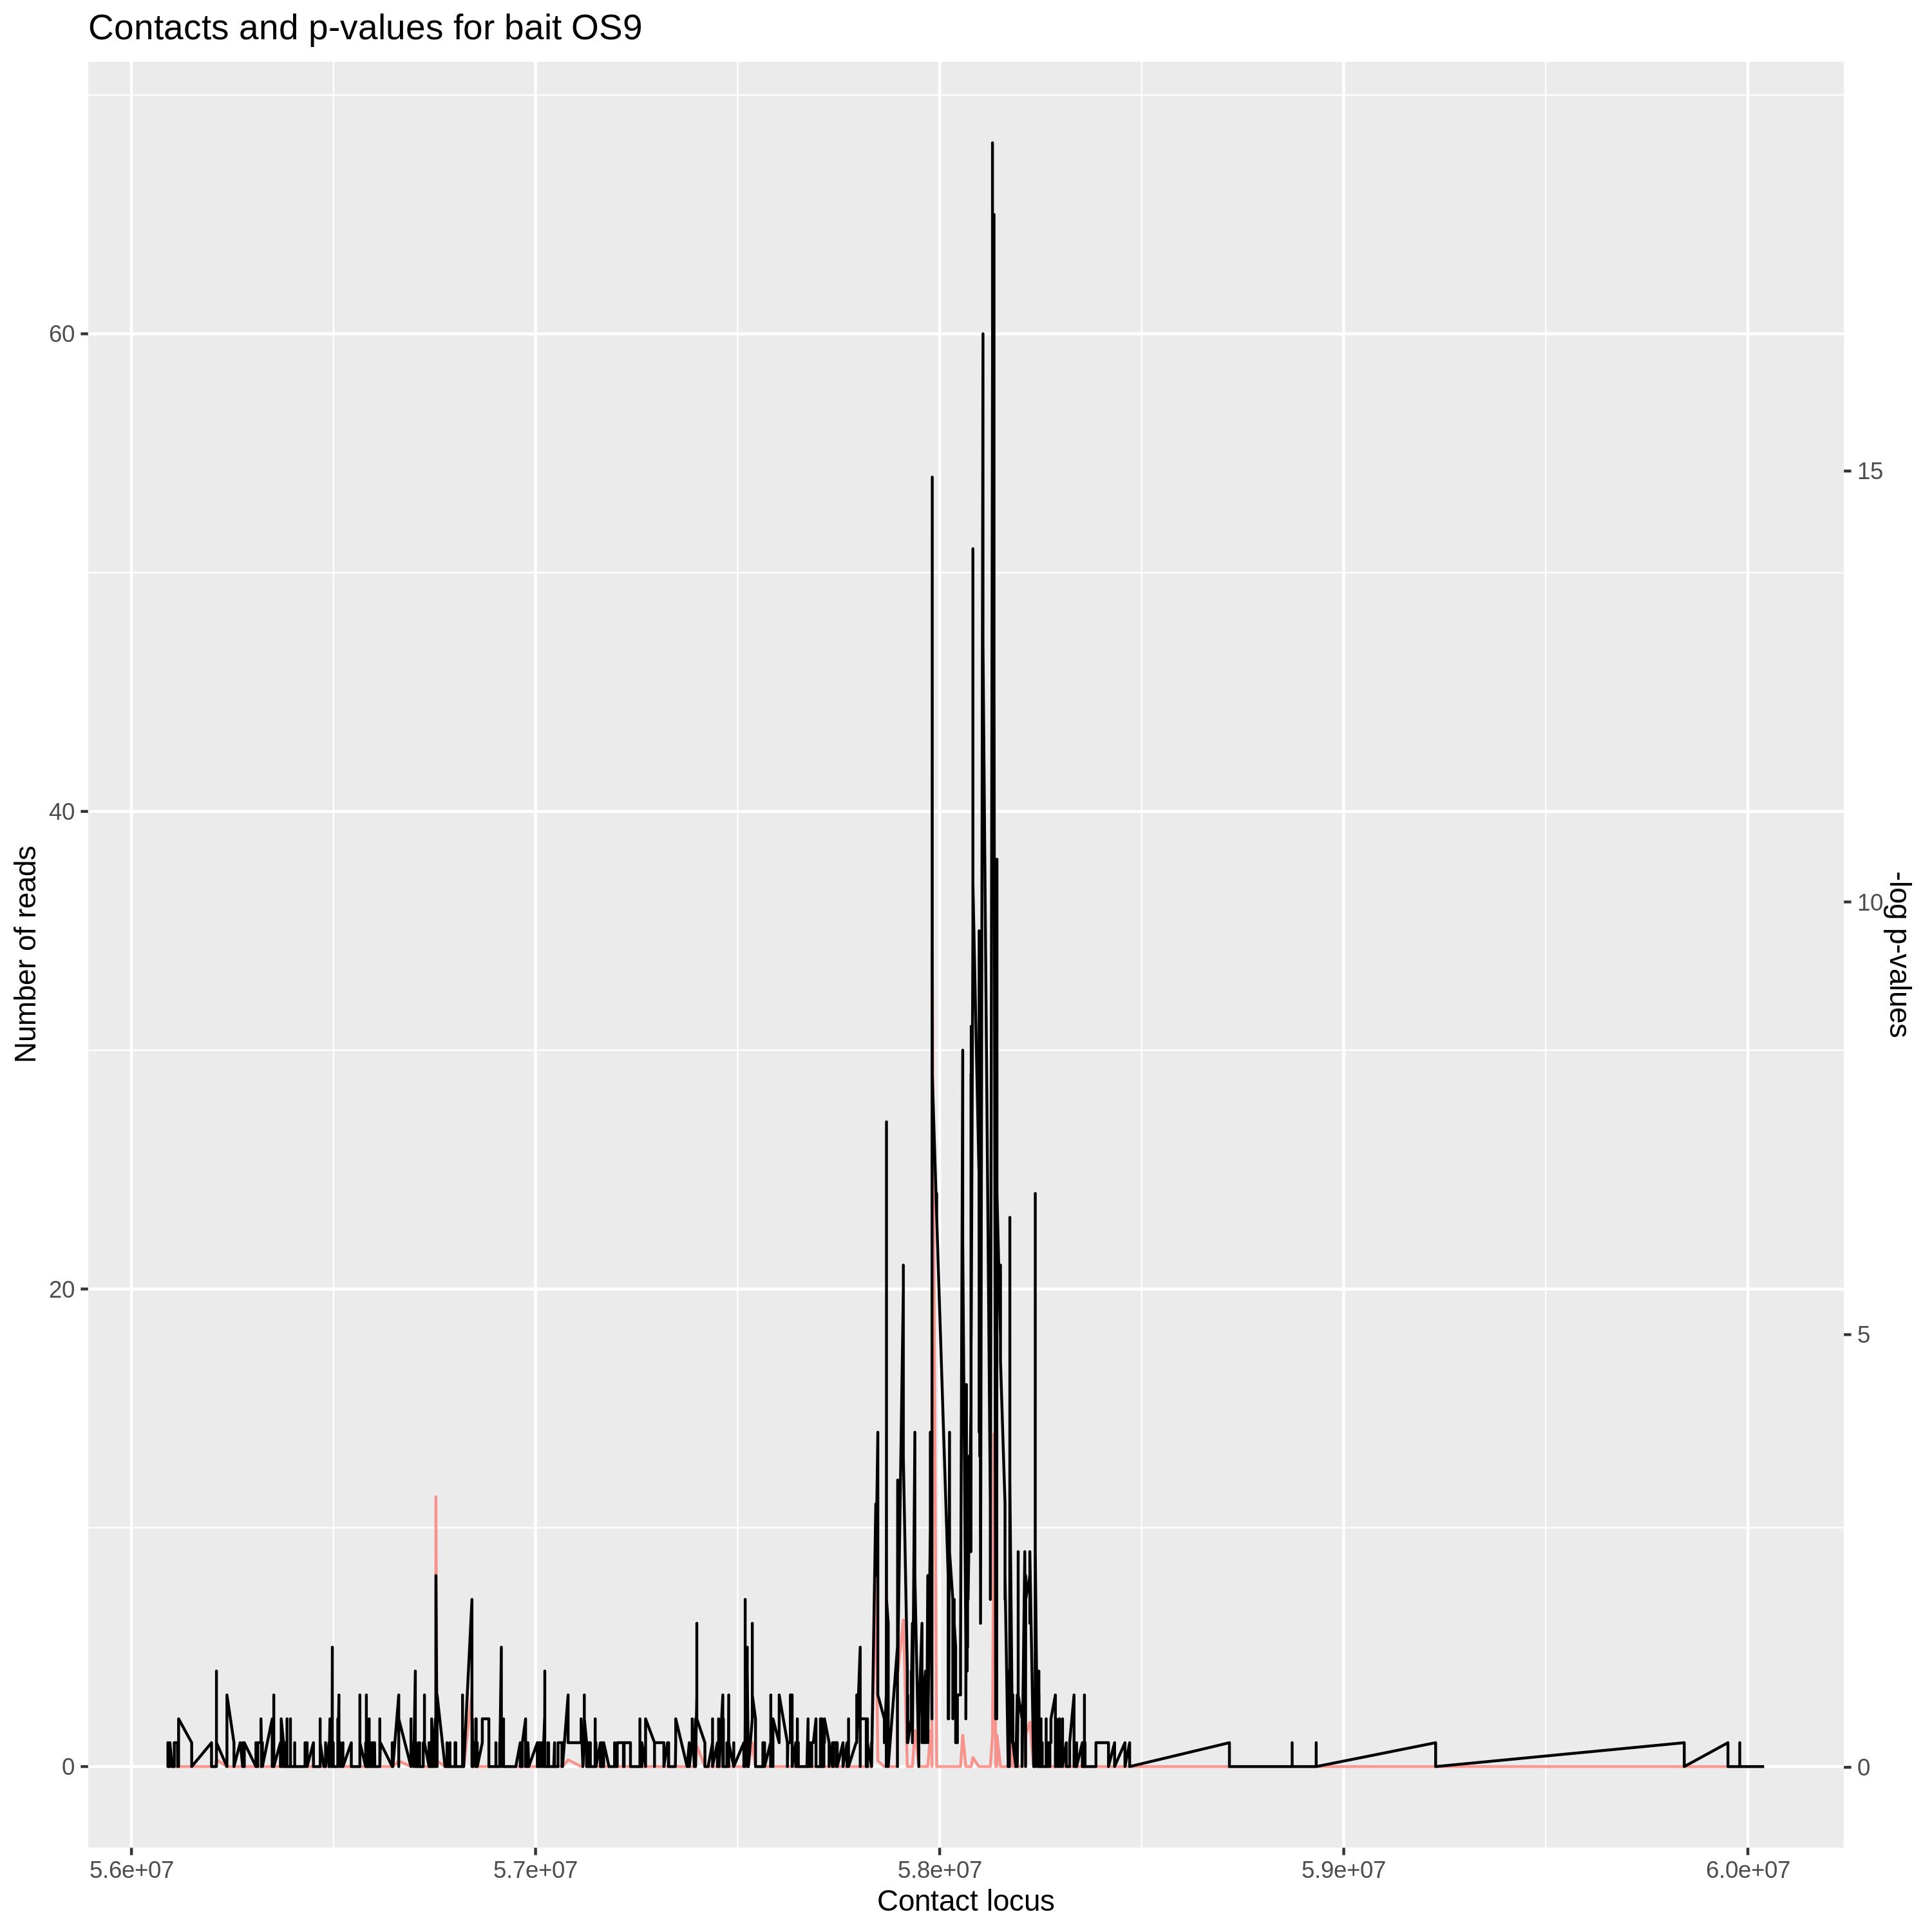 Contacts and p-values for bait OS9
60
40
20
0
Number of reads
15
10
5
0
-log p-values
5.6e+07
5.7e+07
5.8e+07
5.9e+07
6.0e+07
Contact locus